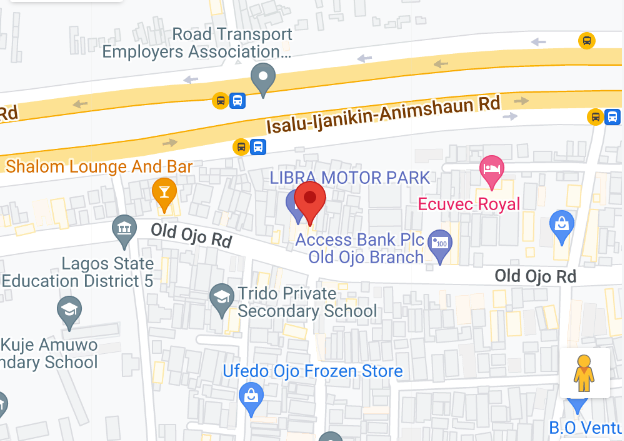 Road Transport
Employers Association...
Rd
Isalu-Ijanikin-Animshaun Rd
Shalom Lounge And Bar
LIBRA MOTOR PARK
Ecuvec Royal
Old Ojo Rd
Access Bank Plc
Old Ojo Branch
$100
Lagos State
Education District 5
Old Ojo Rd
Trido Private
Secondary School
Kuje Amuwo
ndary School
Ufedo Ojo Frozen Store
B.O Ventu